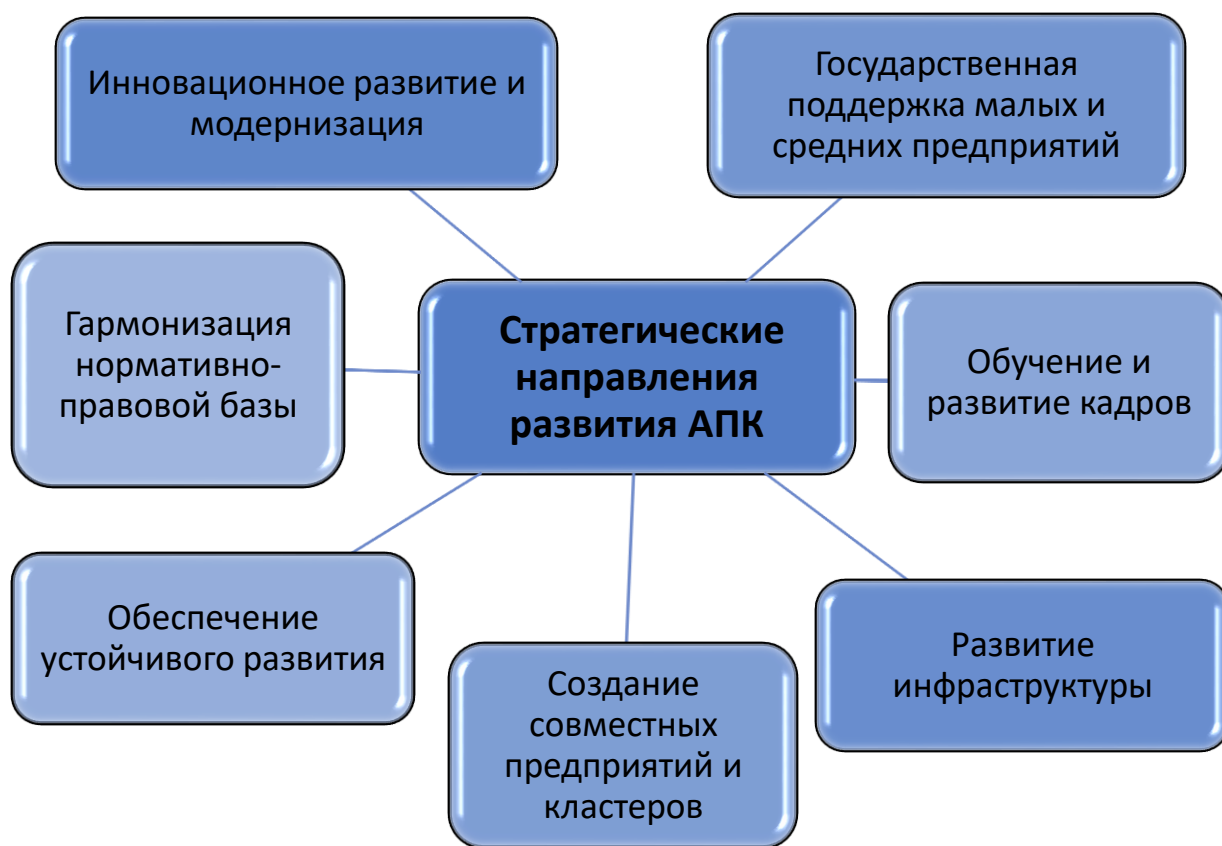 Инновационное развитие и
модернизация
Государственная
поддержка малых и
средних предприятий
Гармонизация
нормативно-
правовой базы
Стратегические
направления
развития АПК
Обучение и
развитие кадров
Обеспечение
устойчивого развития
Создание
совместных
предприятий и
кластеров
Развитие
инфраструктуры